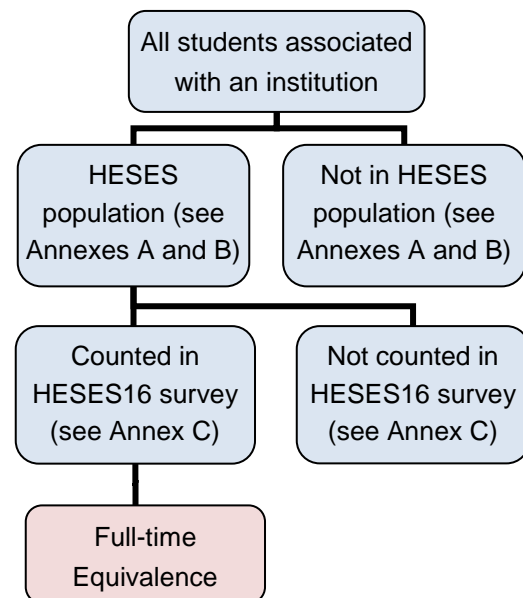 All students associated
with an institution
HESES
population (see
Annexes A and B)
Not in HESES
population (see
Annexes A and B)
Counted in
HESES16 survey
(see Annex C)
Not counted in
HESES16 survey
(see Annex C)
Full-time
Equivalence